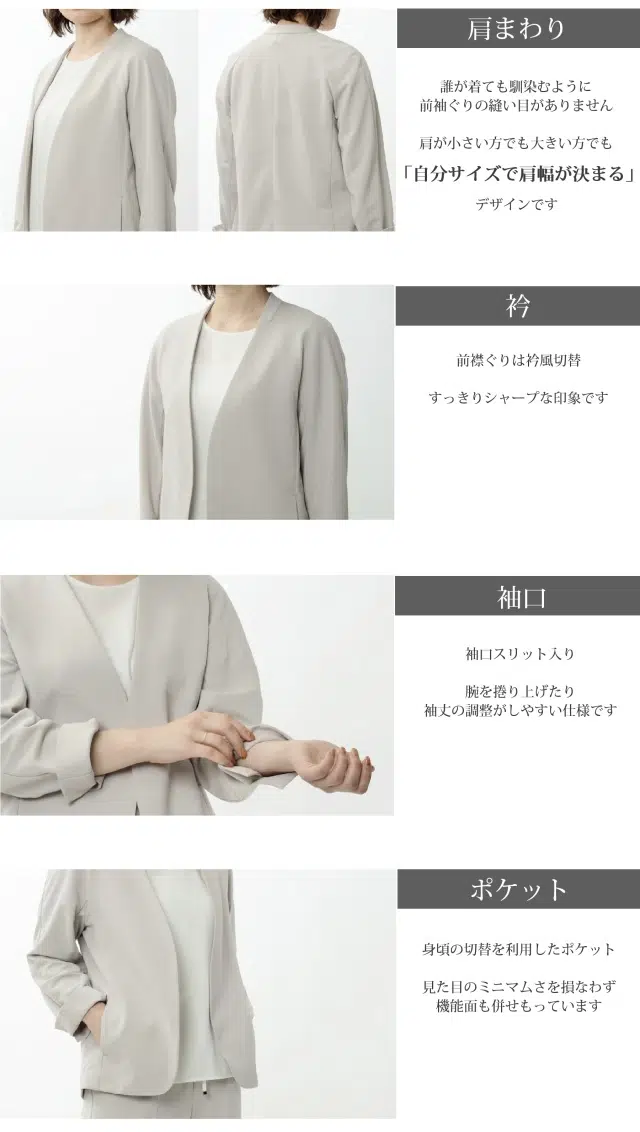 肩まわり
誰が着ても馴染むように
前袖ぐりの縫い目がありません
肩が小さい方でも大きい方でも
「自分サイズで肩幅が決まる」
デザインです
衿
前襟ぐりは衿風切替
すっきりシャープな印象です
袖口
袖口スリット入り
腕を捲り上げたり
袖丈の調整がしやすい仕様です
ポケット
身頃の切替を利用したポケット
見た目のミニマムさを損なわず
機能面も併せもっています